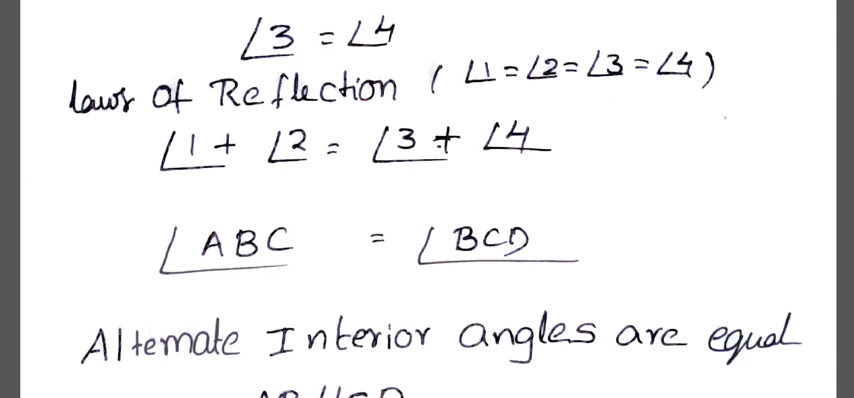 ∠3 = ∠4
laws of Reflection ( ∠1 = ∠2 = ∠3 = ∠4 )
∠1 + ∠2 = ∠3 + ∠4
∠ABC = ∠BCD
Alternate Interior angles are equal